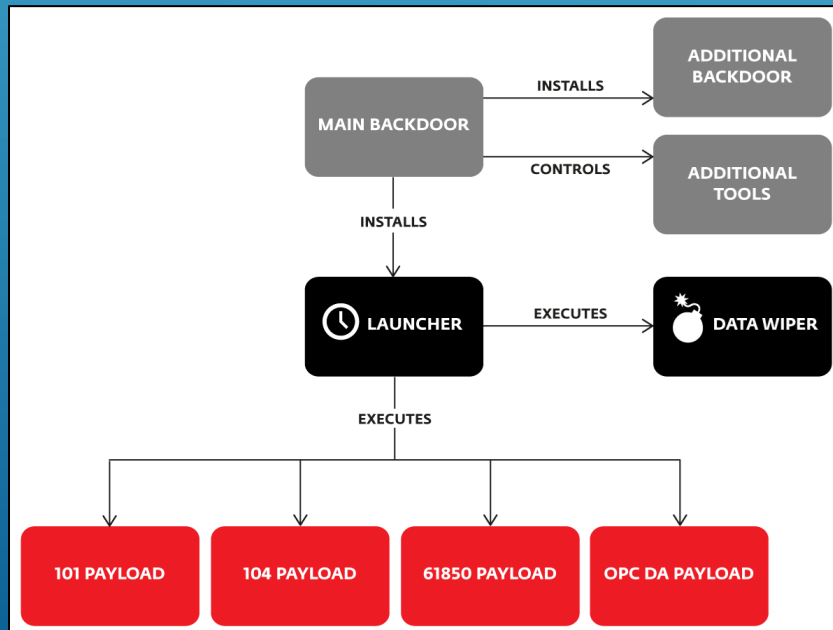 ADDITIONAL
BACKDOOR
INSTALLS
MAIN BACKDOOR
CONTROLS
ADDITIONAL
TOOLS
INSTALLS
LAUNCHER
EXECUTES
DATA WIPER
EXECUTES
101 PAYLOAD
104 PAYLOAD
61850 PAYLOAD
OPC DA PAYLOAD